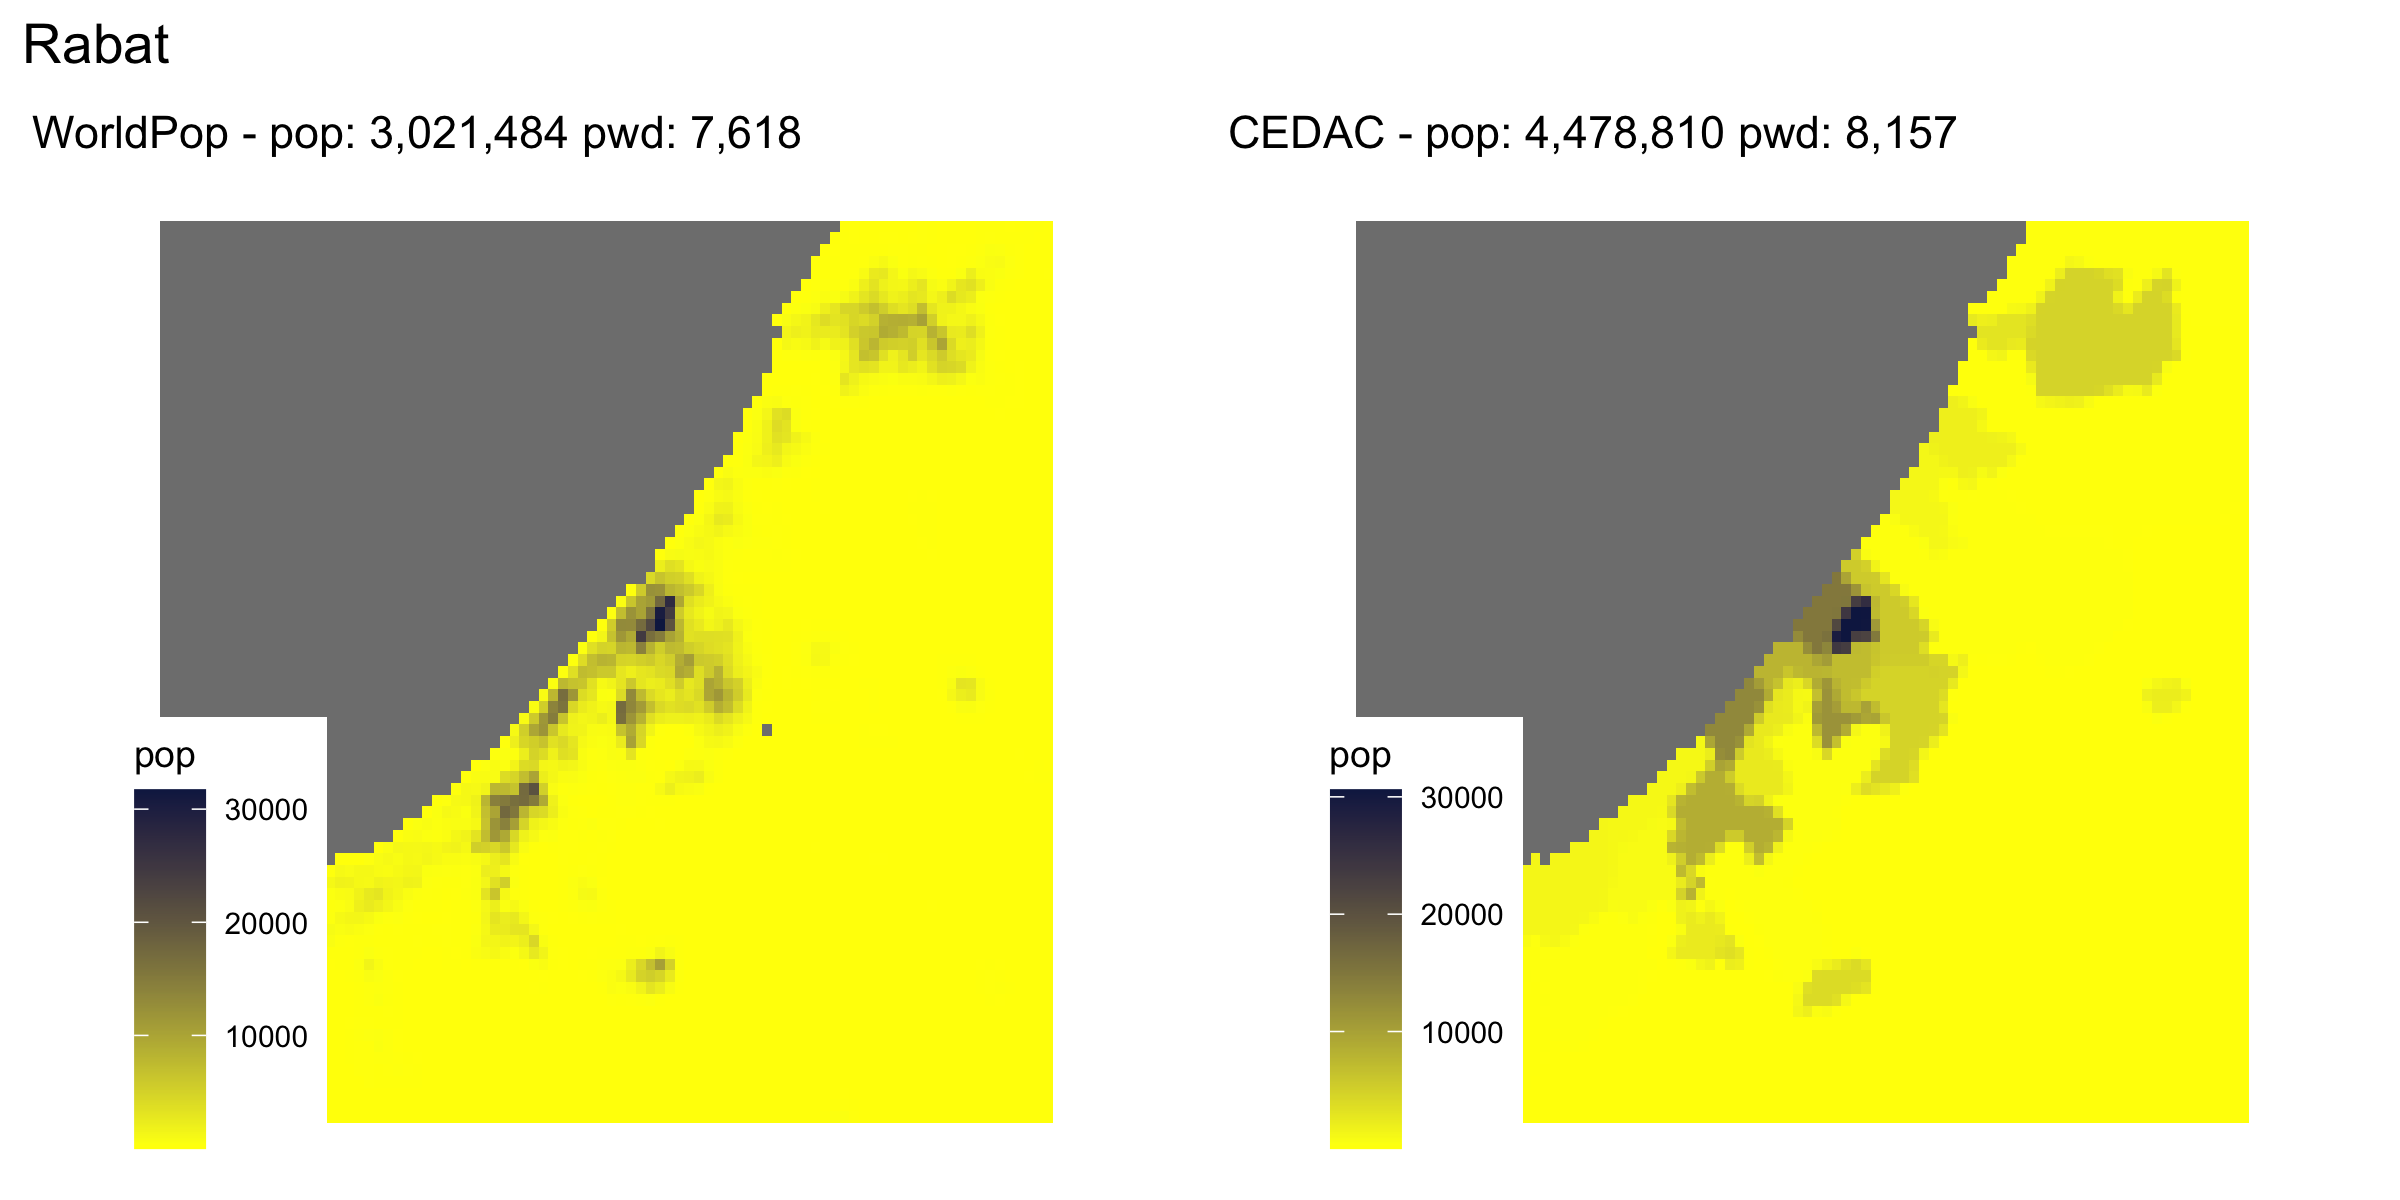 Rabat
WorldPop - pop: 3,021,484 pwd: 7,618
CEDAC - pop: 4,478,810 pwd: 8,157
pop
30000
20000
10000
pop
30000
20000
10000